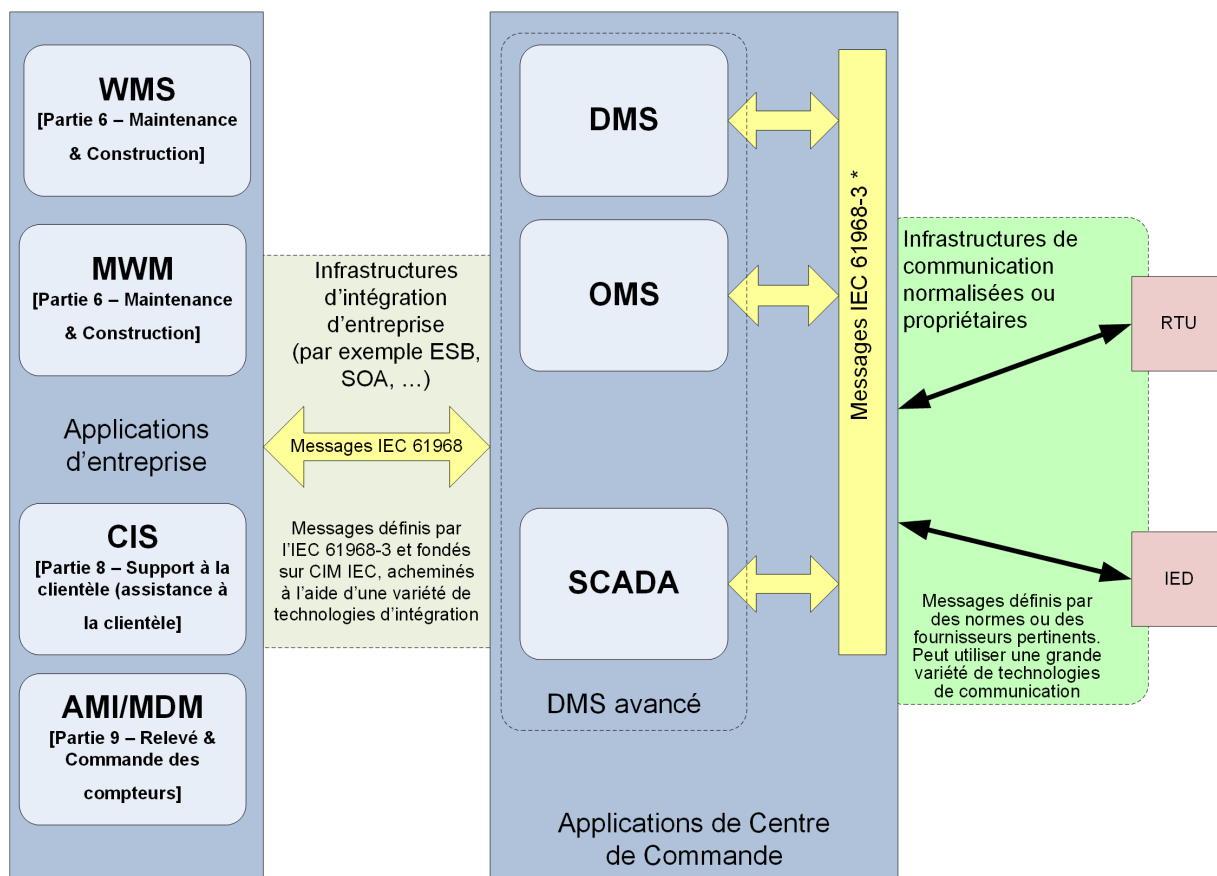 WMS
[Partie 6 – Maintenance
& Construction]
MWM
[Partie 6 – Maintenance
& Construction]
Applications
d’entreprise
CIS
[Partie 8 – Support à la
clientèle (assistance à
la clientèle]
AMI/MDM
[Partie 9 – Relevé &
Commande des
compteurs]
Infrastructures
d’intégration
d’entreprise
(par exemple ESB,
SOA, …)
Messages IEC 61968
Messages définis par
l’IEC 61968-3 et fondés
sur CIM IEC, acheminés
à l’aide d’une variété de
technologies d’intégration
DMS
OMS
SCADA
DMS avancé
Messages IEC 61968-3 *
Applications de Centre
de Commande
Infrastructures de
communication
normalisées ou
propriétaires
RTU
IED
Messages définis par
des normes ou des
fournisseurs pertinents.
Peut utiliser une grande
variété de technologies
de communication